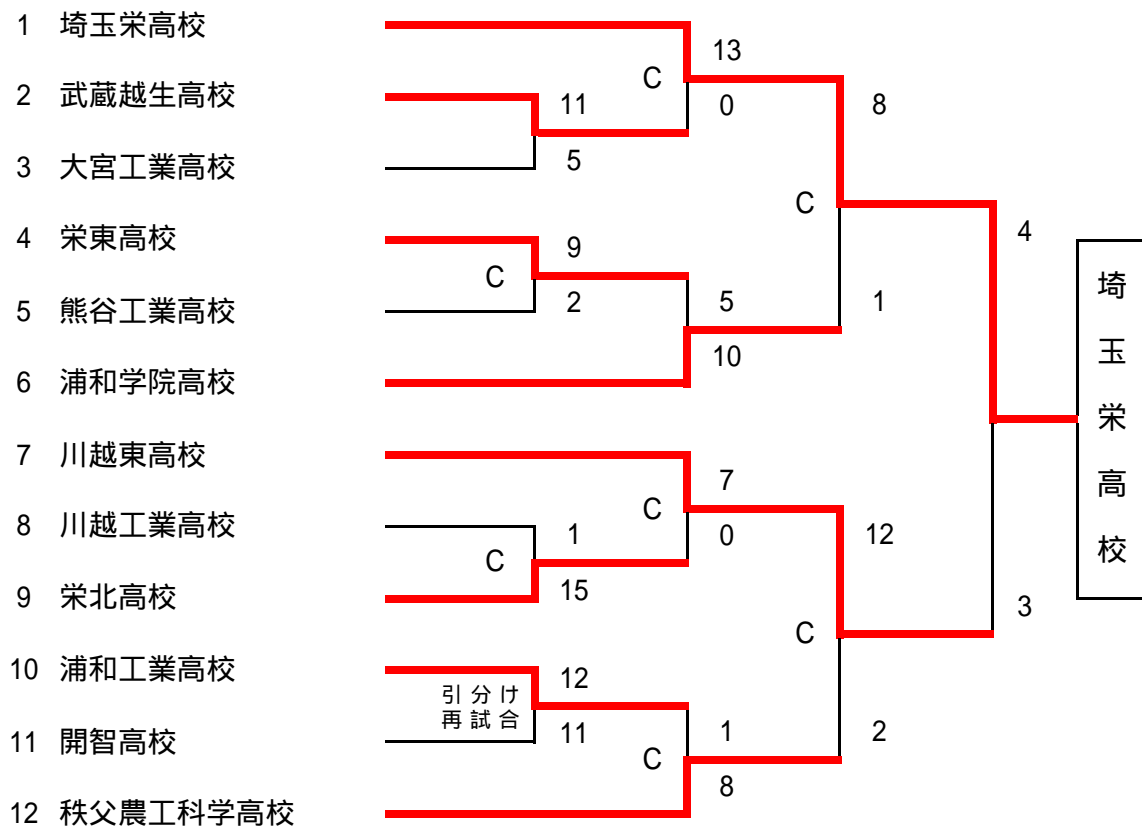 1 埼玉栄高校
13
C
2 武蔵越生高校
11
0
8
3 大宮工業高校
5
C
4 栄東高校
9
4
C
5 熊谷工業高校
2
5
1
10
6 浦和学院高校
7 川越東高校
7
C
8 川越工業高校
1
0
12
C
9 栄北高校
15
3
C
10 浦和工業高校
12
引分け
再試合
11 開智高校
11
1
2
C
8
12 秩父農工科学高校
埼玉栄高校